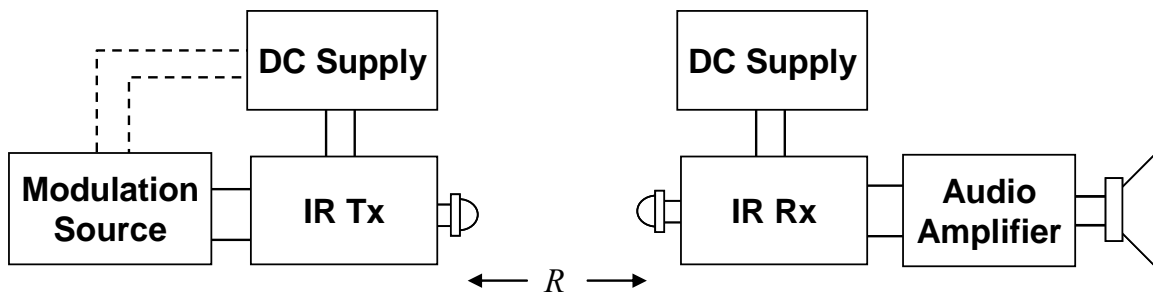 DC Supply
DC Supply
Modulation
Source
IR Tx
IR Rx
Audio
Amplifier
R